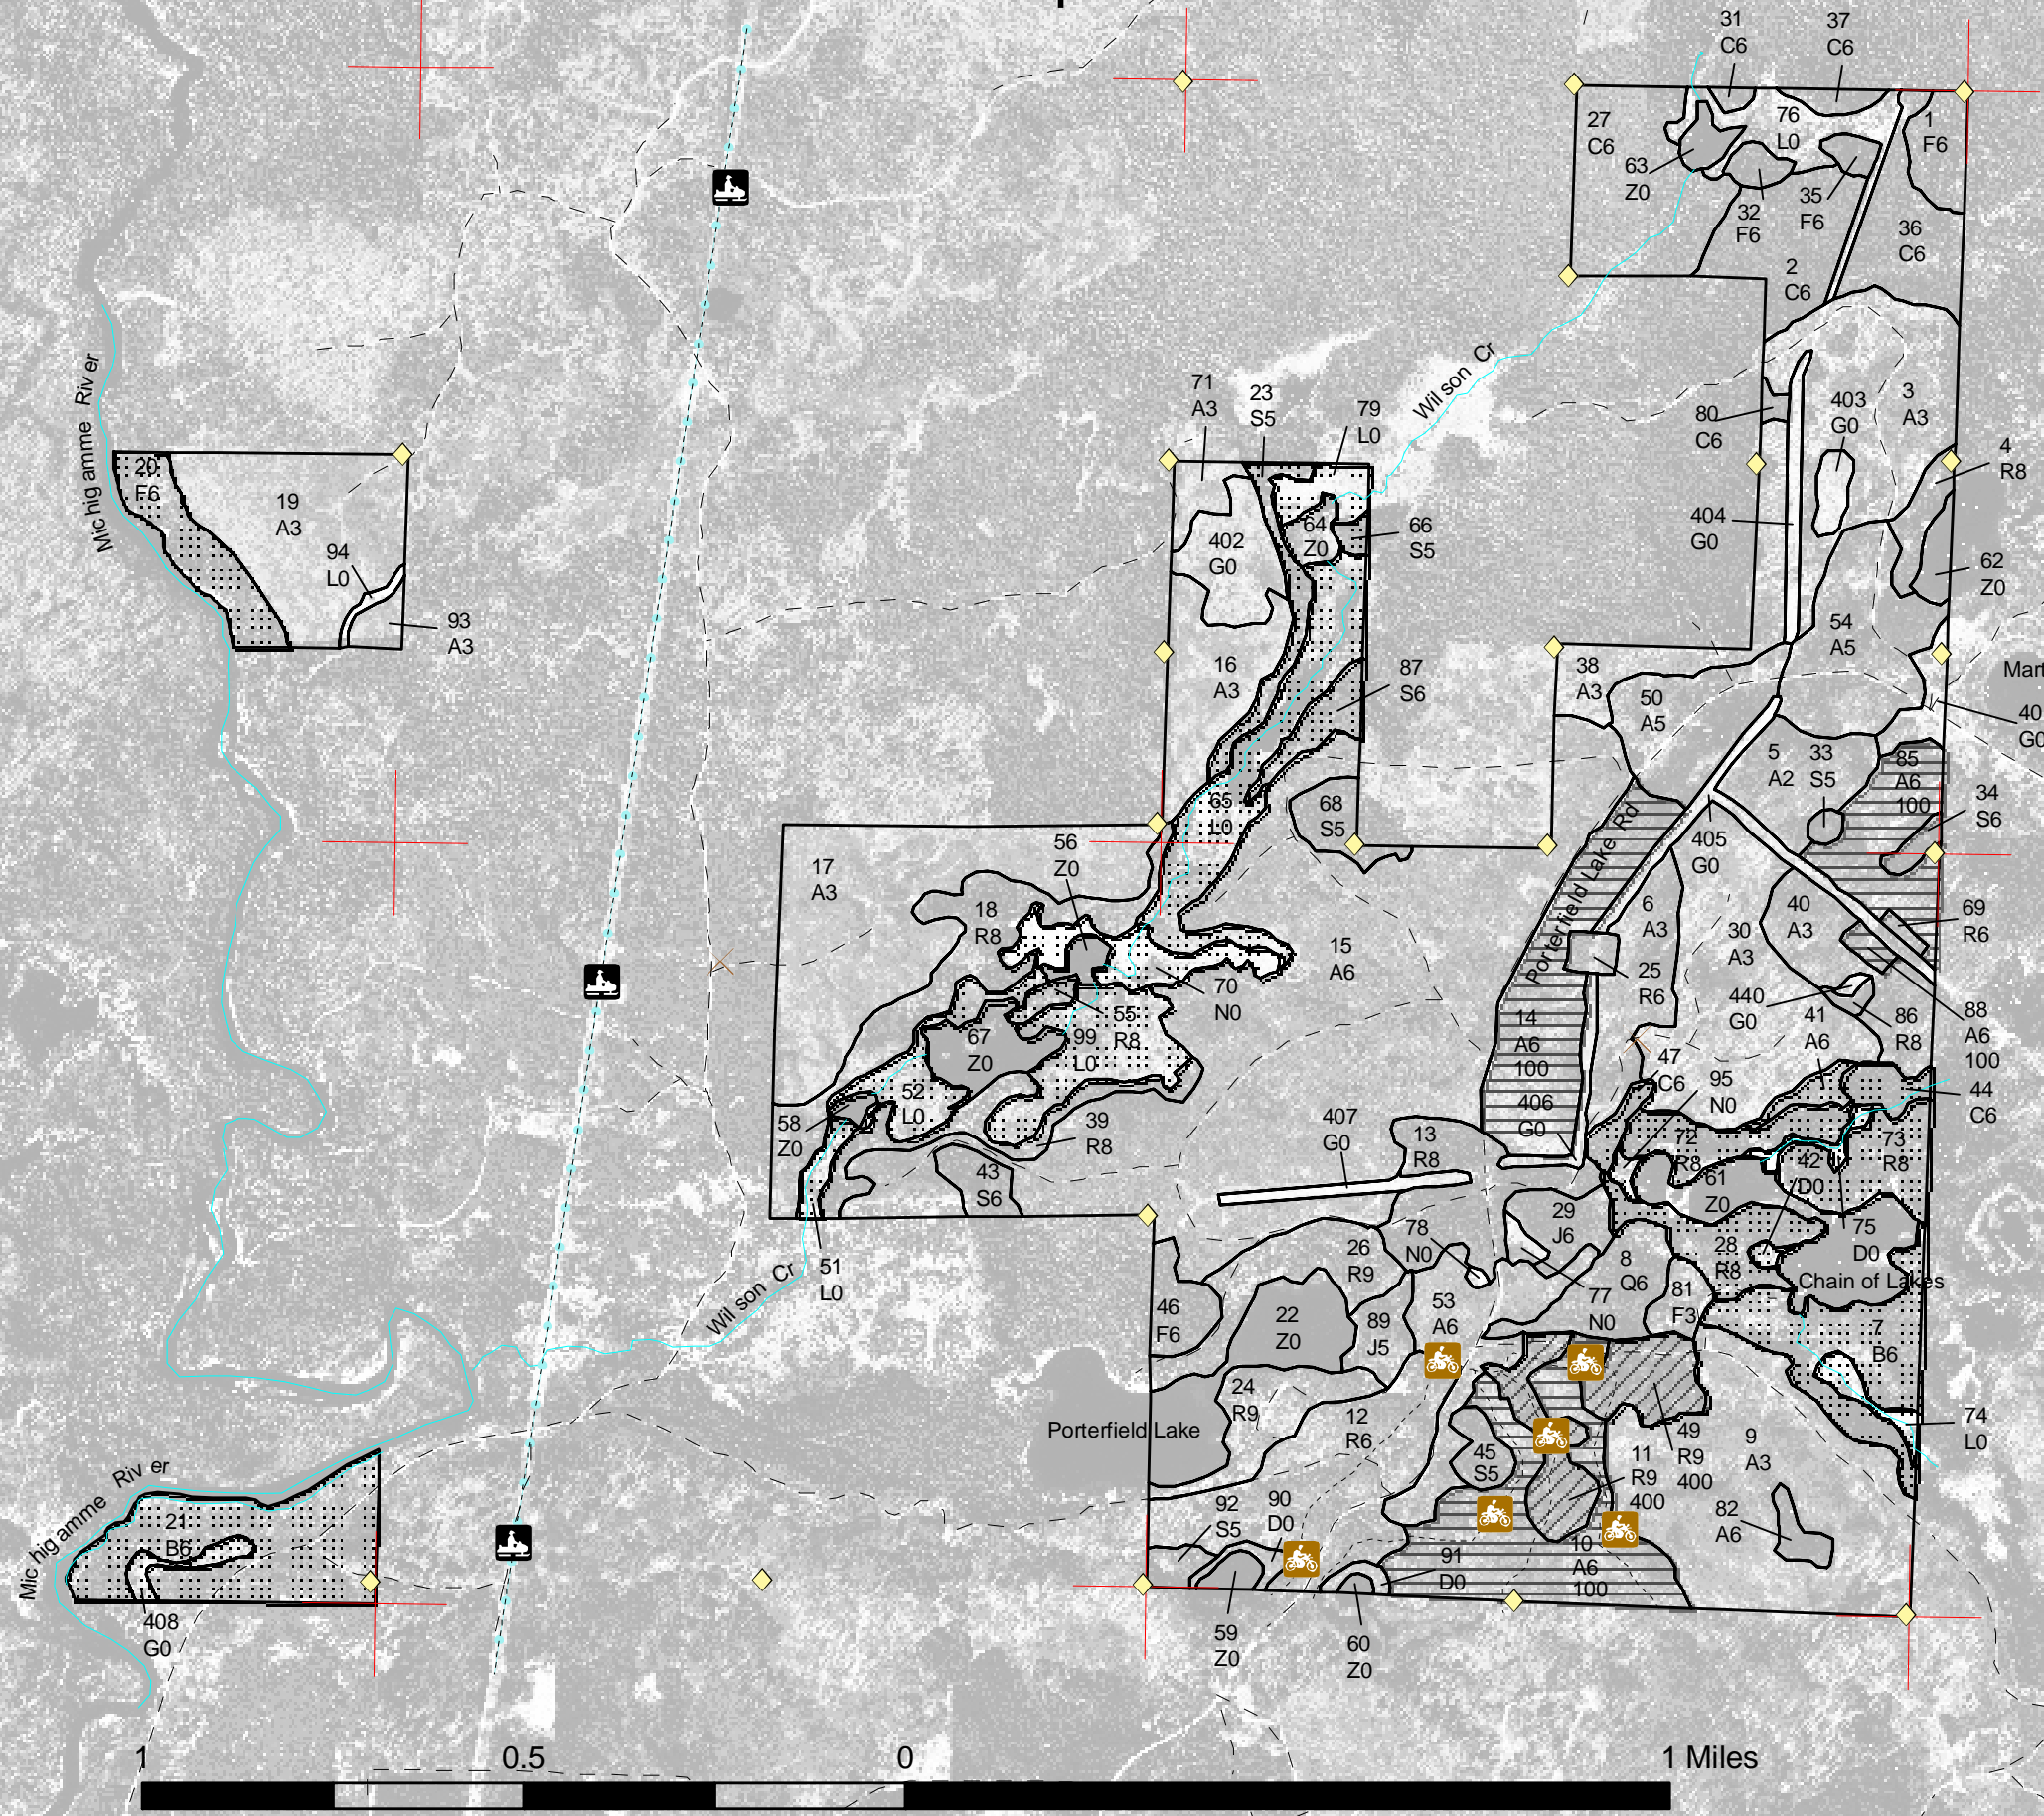 31
C6
37
C6
27
C6
76
L0
1
F6
63
Z0
35
F6
32
F6
36
C6
2
C6
Michigamme River
Wilson Cr
71
A3
23
S5
79
L0
80
C6
403
G0
3
A3
4
R8
20
F6
19
A3
94
L0
93
A3
402
G0
64
Z0
66
S5
404
G0
62
Z0
54
A5
16
A3
87
S6
38
A3
50
A5
Mart
40
G0
5
A2
33
S5
85
A6
100
34
S6
65
L0
68
S5
Porterfield Lake Rd
405
G0
17
A3
56
Z0
18
R8
15
A6
6
A3
30
A3
40
A3
69
R6
25
R6
70
N0
440
G0
41
A6
86
R8
88
A6
100
14
A6
100
55
R8
67
Z0
99
L0
52
L0
58
Z0
39
R8
43
S6
47
C6
95
N0
44
C6
407
G0
13
R8
406
G0
72
R8
73
R8
42
D0
61
Z0
75
D0
51
L0
Wilson Cr
78
N0
29
J6
26
R9
8
Q6
28
R8
Chain of Lakes
46
F6
22
Z0
89
J5
53
A6
77
N0
81
F3
7
B6
24
R9
12
R6
Porterfield Lake
45
S5
49
R9
400
11
R9
400
9
A3
74
L0
82
A6
92
S5
90
D0
91
D0
10
A6
100
Michigamme River
21
B6
408
G0
59
Z0
60
Z0
1 0.5 0 1 Miles